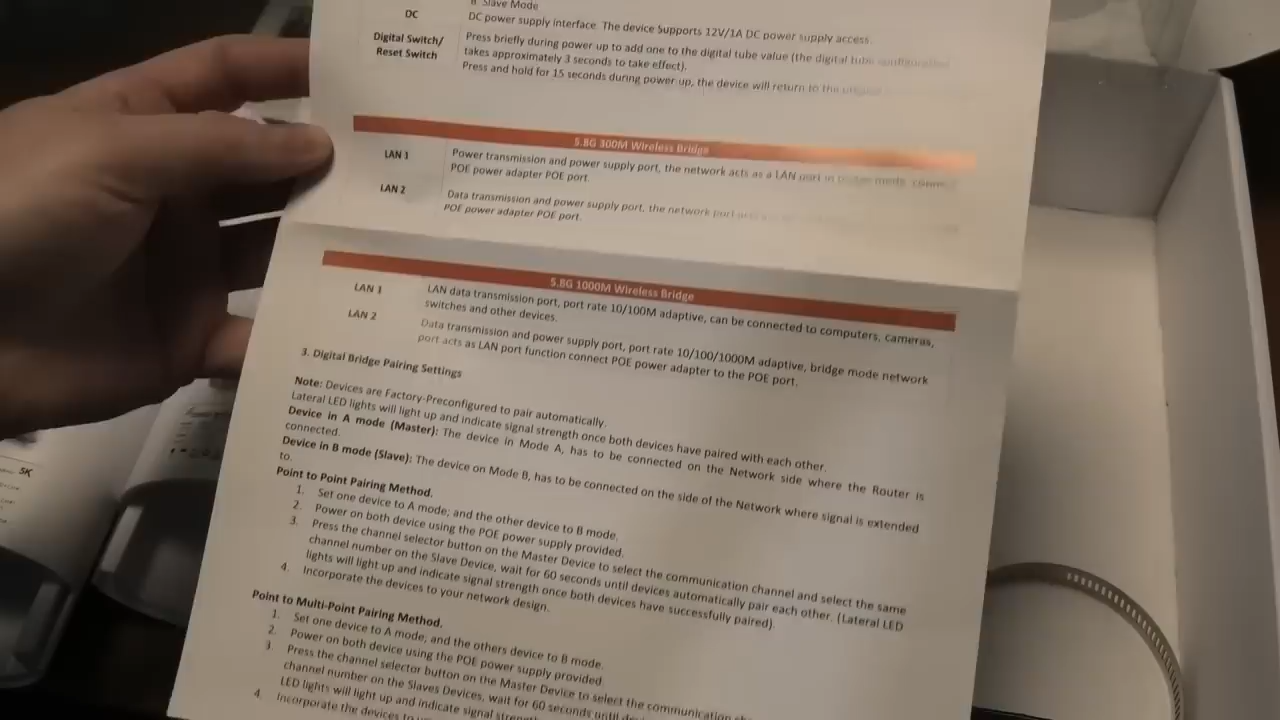 B Slave Mode
DC
DC power supply interface. The device Supports 12V/1A DC power supply access.
Digital Switch/
Reset Switch
Press briefly during power up to add one to the digital tube value (the digital tube configuration
takes approximately 3 seconds to take effect).
Press and hold for 15 seconds during power up, the device will return to the
5.8G 300M Wireless Bridge
LAN 1
Power transmission and power supply port, the network acts as a LAN port in bridge mode, connect
POE power adapter POE port.
LAN 2
Data transmission and power supply port, the network port
POE power adapter POE port.
5.8G 1000M Wireless Bridge
LAN 1
LAN data transmission port, port rate 10/100M adaptive, can be connected to computers, cameras,
switches and other devices.
LAN 2
Data transmission and power supply port, port rate 10/100/1000M adaptive, bridge mode network
port acts as LAN port function connect POE power adapter to the POE port.
3. Digital Bridge Pairing Settings
Note: Devices are Factory-Preconfigured to pair automatically.
Lateral LED lights will light up and indicate signal strength once both devices have paired with each other.
Device in A mode (Master): The device in Mode A, has to be connected on the Network side where the Router is
connected.
Device in B mode (Slave): The device on Mode B, has to be connected on the side of the Network where signal is extended
to.
Point to Point Pairing Method.
1. Set one device to A mode; and the other device to B mode.
2. Power on both device using the POE power supply provided.
3. Press the channel selector button on the Master Device to select the communication channel and select the same
channel number on the Slave Device, wait for 60 seconds until devices automatically pair each other. (Lateral LED
lights will light up and indicate signal strength once both devices have successfully paired).
4. Incorporate the devices to your network design.
Point to Multi-Point Pairing Method.
1. Set one device to A mode; and the others device to B mode.
2. Power on both device using the POE power supply provided.
3. Press the channel selector button on the Master Device to select the communication
channel number on the Slaves Devices, wait for 60 seconds until
LED lights will light up and indicate signal
4. Incorporate the devices to
5K